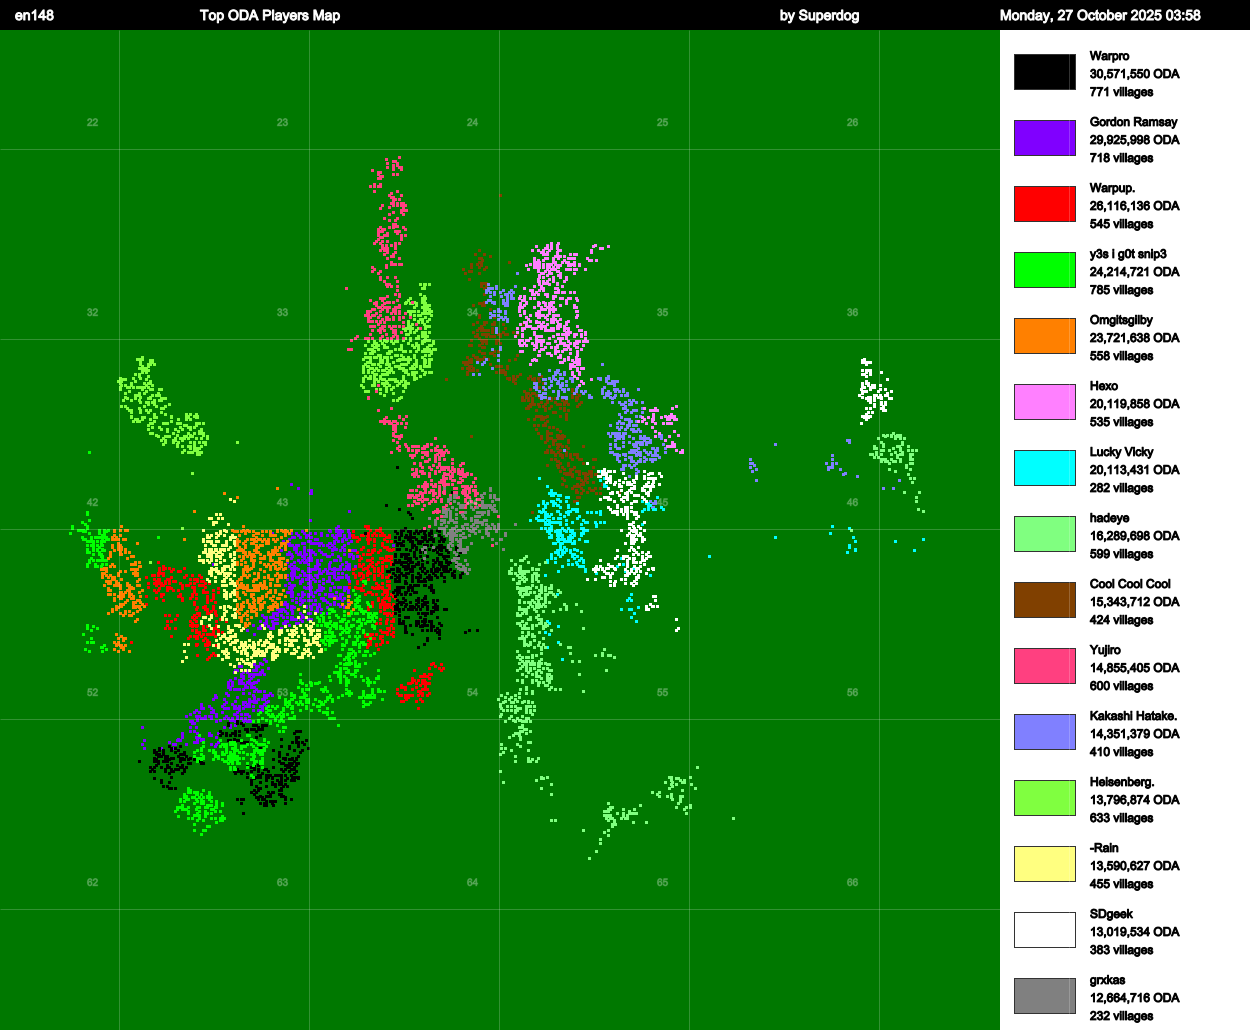 en148 Top ODA Players Map by Superdog Monday, 27 October 2025 03:58
Warpro
30,571,550 ODA
771 villages
Gordon Ramsay
29,925,998 ODA
718 villages
Warpup.
26,116,136 ODA
545 villages
y3s I g0t snip3
24,214,721 ODA
785 villages
Omgitsgilby
23,721,638 ODA
558 villages
Hexo
20,119,858 ODA
535 villages
Lucky Vicky
20,113,431 ODA
282 villages
hadeye
16,289,698 ODA
599 villages
Cool Cool Cool
15,343,712 ODA
424 villages
Yujiro
14,855,405 ODA
600 villages
Kakashi Hatake.
14,351,379 ODA
410 villages
Heisenberg.
13,796,874 ODA
633 villages
-Rain
13,590,627 ODA
455 villages
SDgeek
13,019,534 ODA
383 villages
grxkas
12,664,716 ODA
232 villages
22 23 24 25 26
32 33 34 35 36
42 43 45 46
52 53 54 55 56
62 63 64 65 66